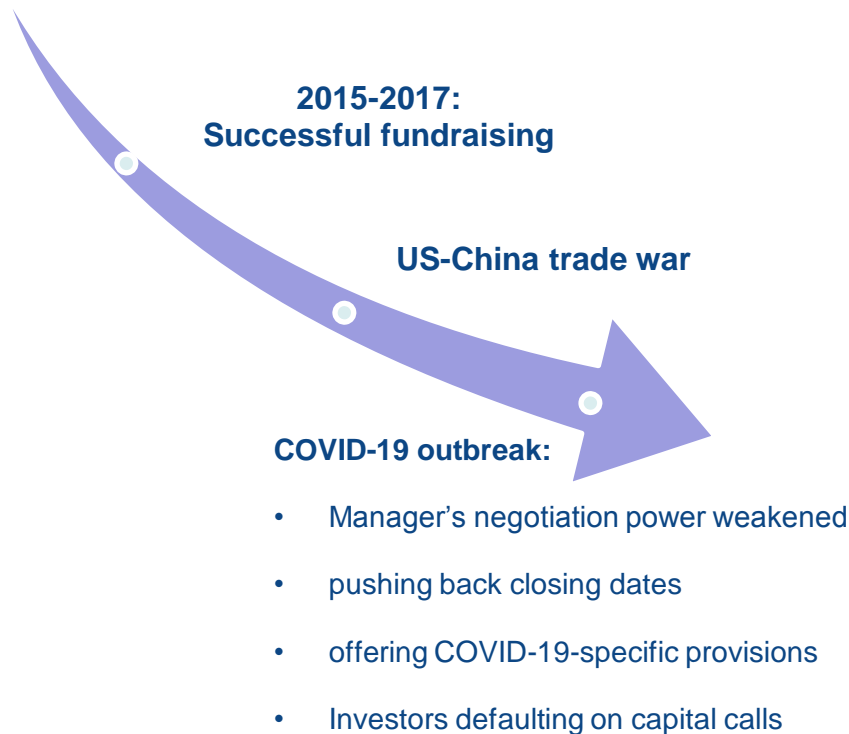 2015-2017:
Successful fundraising
US-China trade war
COVID-19 outbreak:
• Manager’s negotiation power weakened
• pushing back closing dates
• offering COVID-19-specific provisions
• Investors defaulting on capital calls